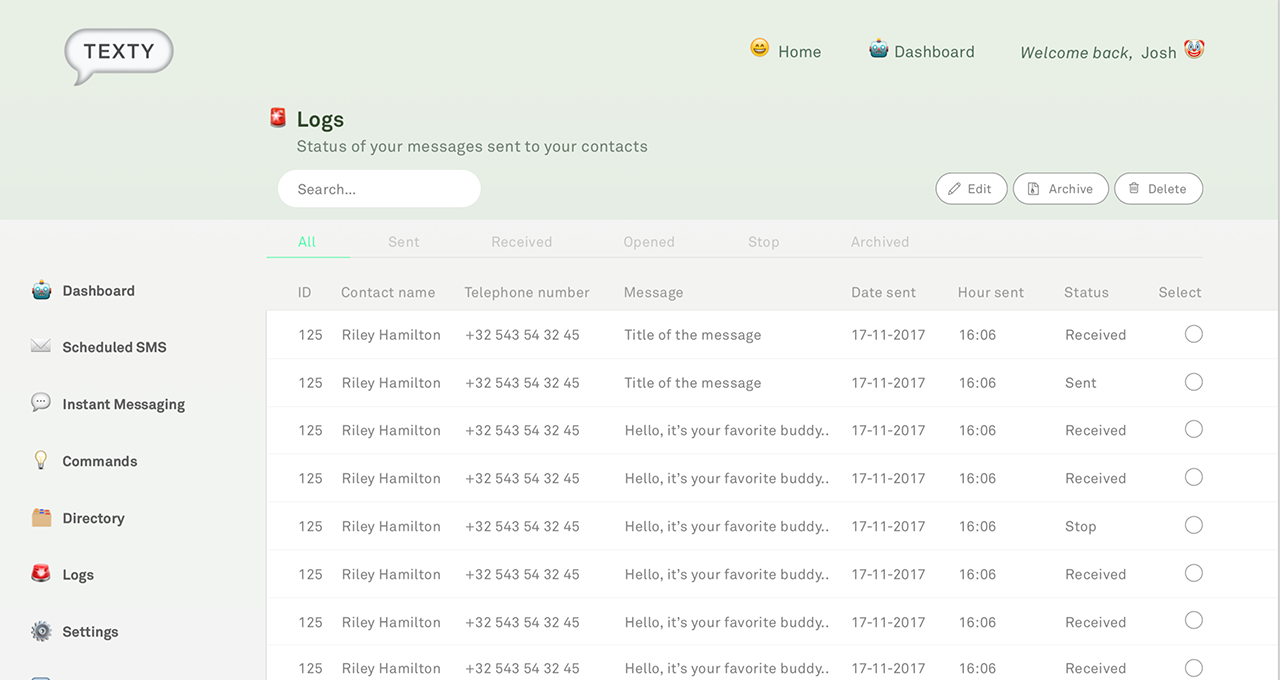 TEXTY
Home Dashboard Welcome back, Josh
Logs
Status of your messages sent to your contacts
Search...
Edit Archive Delete
All Sent Received Opened Stop Archived
Dashboard
Scheduled SMS
Instant Messaging
Commands
Directory
Logs
Settings
ID Contact name Telephone number Message Date sent Hour sent Status Select
125 Riley Hamilton +32 543 54 32 45 Title of the message 17-11-2017 16:06 Received
125 Riley Hamilton +32 543 54 32 45 Title of the message 17-11-2017 16:06 Sent
125 Riley Hamilton +32 543 54 32 45 Hello, it’s your favorite buddy.. 17-11-2017 16:06 Received
125 Riley Hamilton +32 543 54 32 45 Hello, it’s your favorite buddy.. 17-11-2017 16:06 Received
125 Riley Hamilton +32 543 54 32 45 Hello, it’s your favorite buddy.. 17-11-2017 16:06 Stop
125 Riley Hamilton +32 543 54 32 45 Hello, it’s your favorite buddy.. 17-11-2017 16:06 Received
125 Riley Hamilton +32 543 54 32 45 Hello, it’s your favorite buddy.. 17-11-2017 16:06 Received
125 Riley Hamilton +32 543 54 32 45 Hello, it’s your favorite buddy.. 17-11-2017 16:06 Received